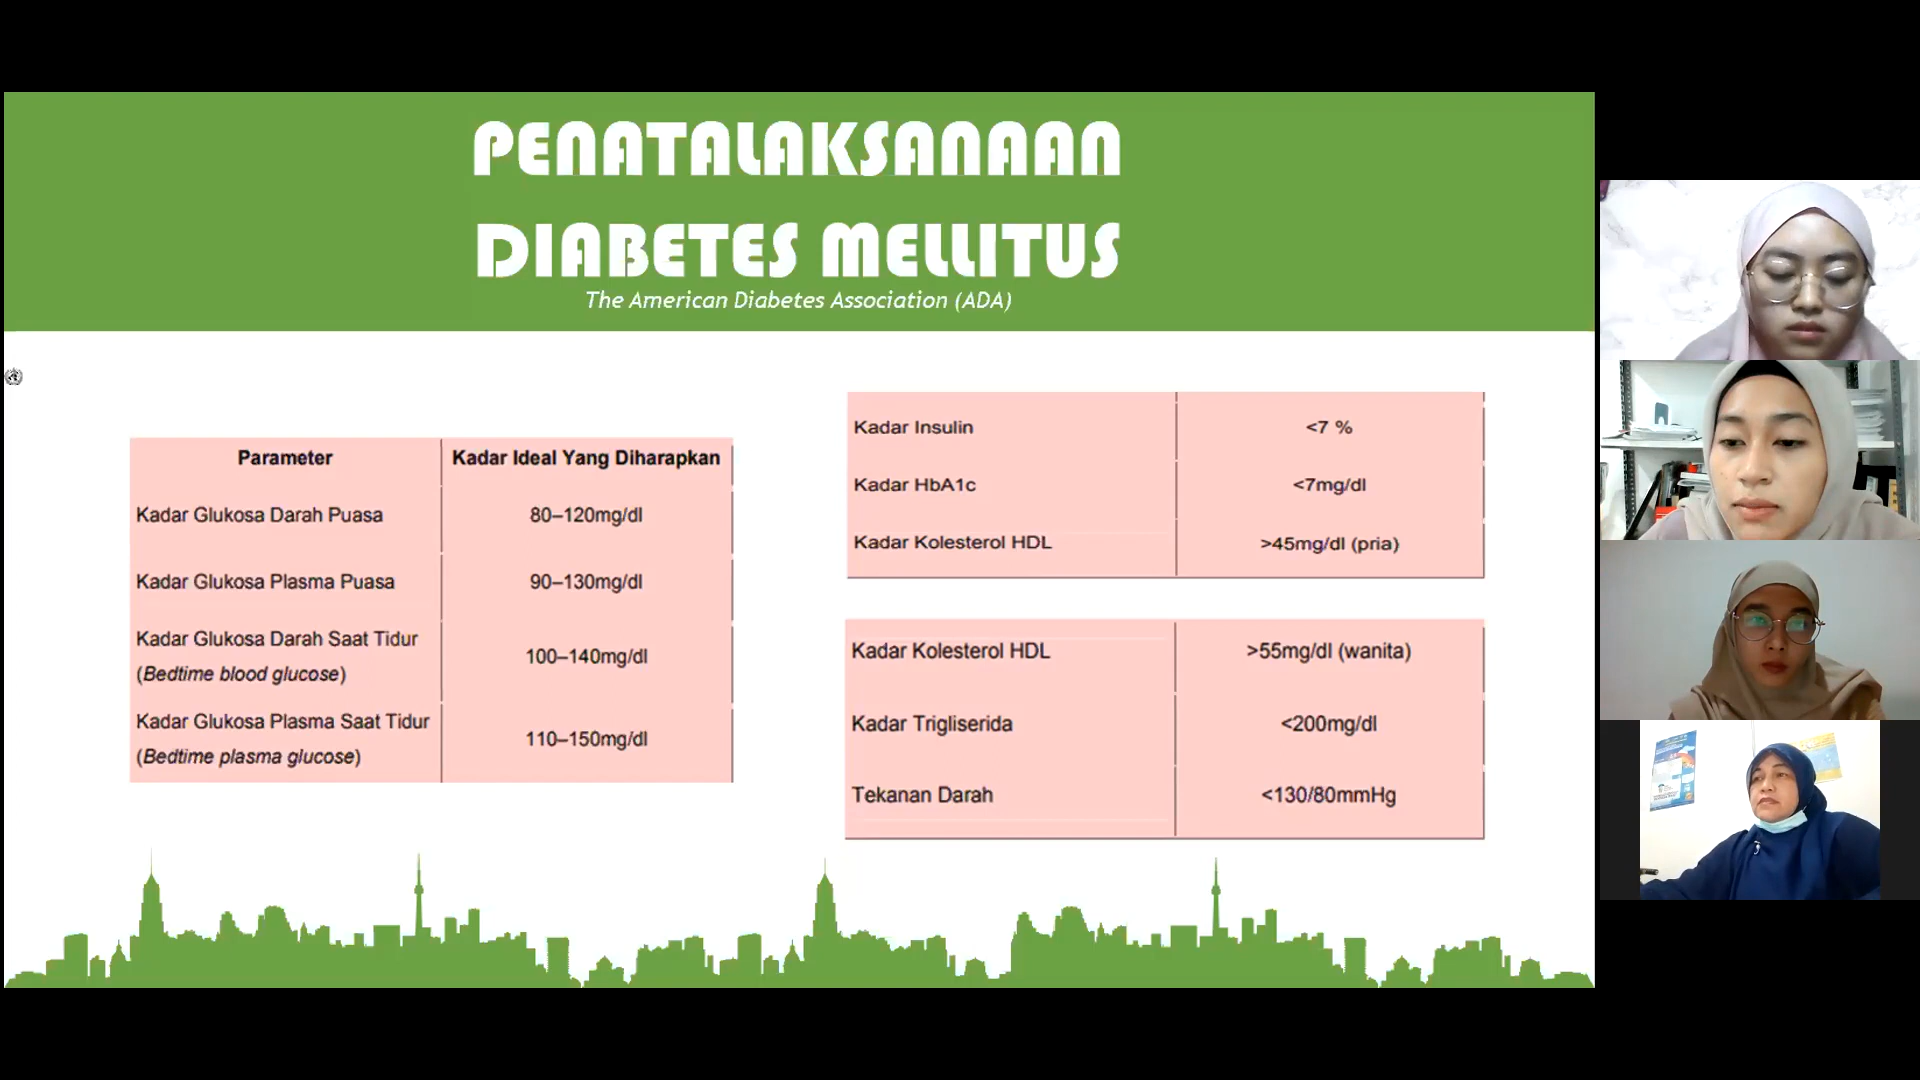 PENATALAKSANAAN
DIABETES MELLITUS
The American Diabetes Association (ADA)
Parameter
Kadar Ideal Yang Diharapkan
Kadar Glukosa Darah Puasa
80–120mg/dl
Kadar Glukosa Plasma Puasa
90–130mg/dl
Kadar Glukosa Darah Saat Tidur
(Bedtime blood glucose)
100–140mg/dl
Kadar Glukosa Plasma Saat Tidur
(Bedtime plasma glucose)
110–150mg/dl
Kadar Insulin
<7 %
Kadar HbA1c
<7mg/dl
Kadar Kolesterol HDL
>45mg/dl (pria)
Kadar Kolesterol HDL
>55mg/dl (wanita)
Kadar Trigliserida
<200mg/dl
Tekanan Darah
<130/80mmHg